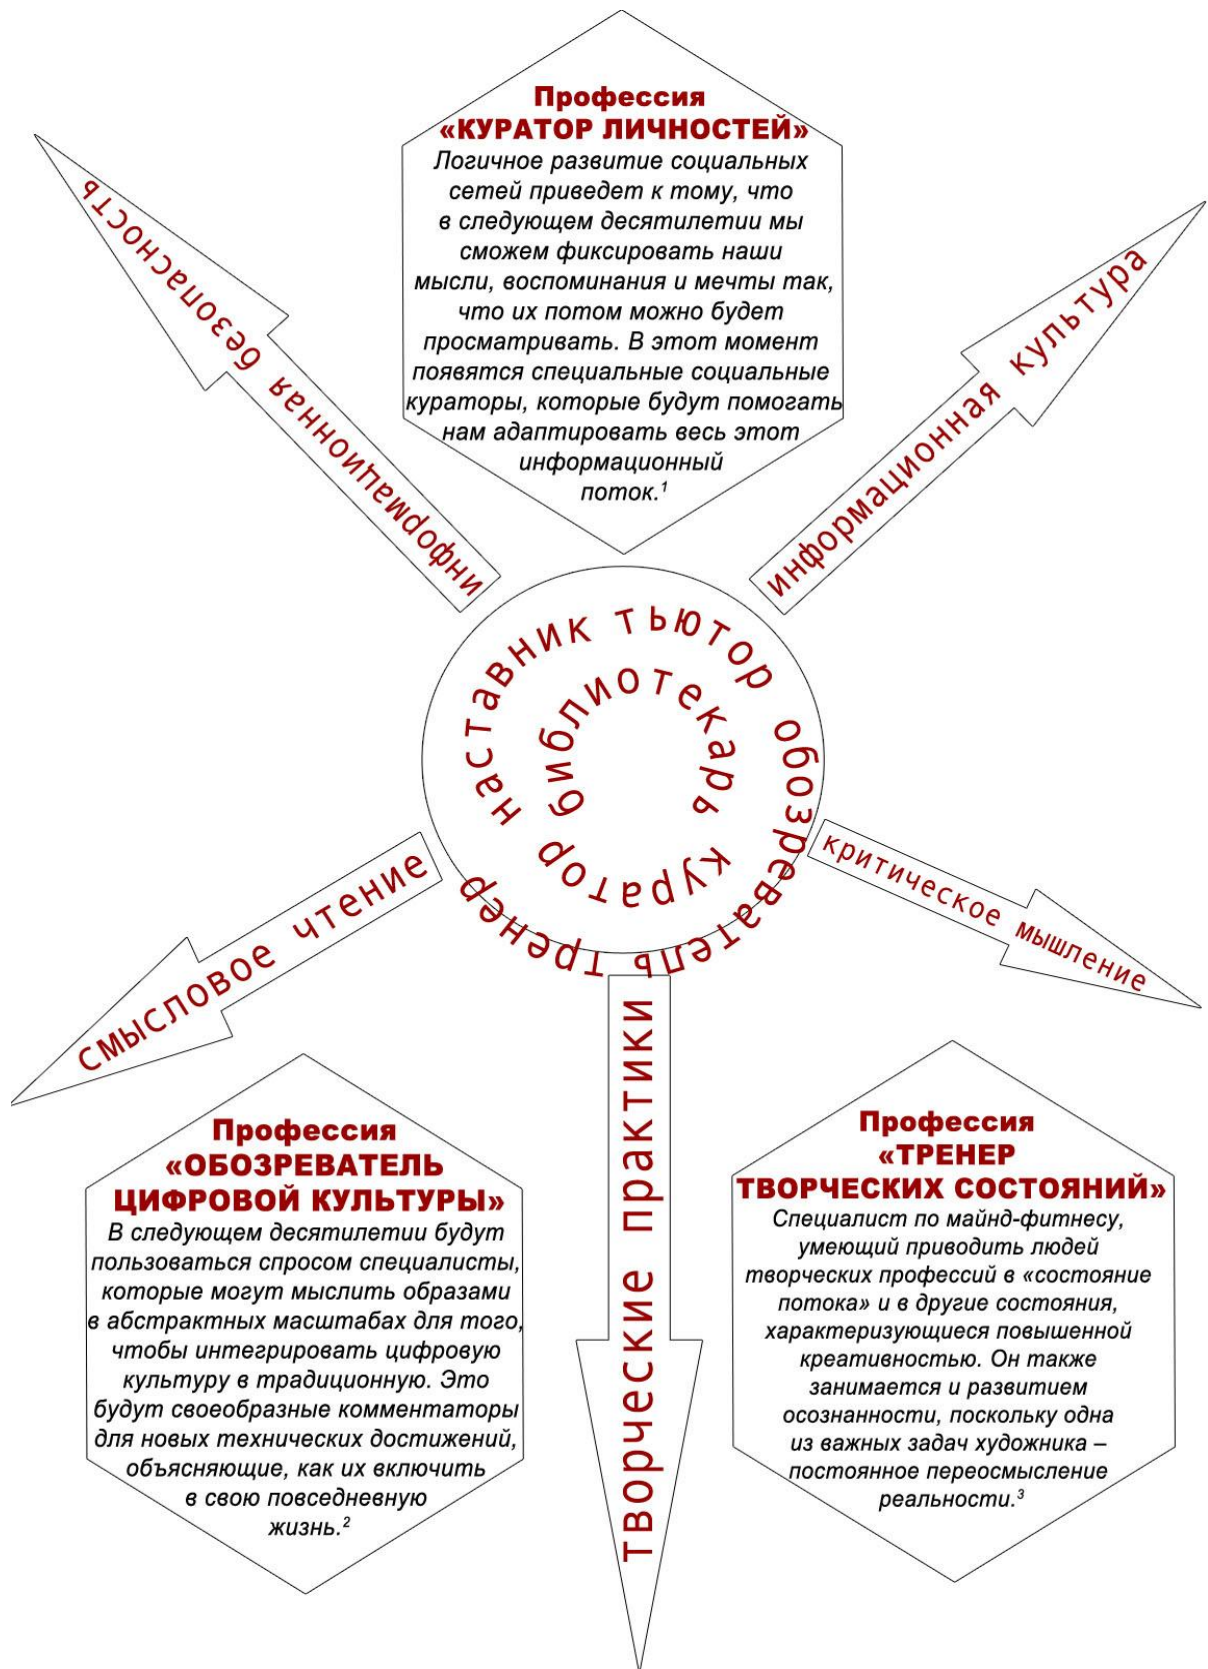 Профессия
«КУРАТОР ЛИЧНОСТЕЙ»
Логичное развитие социальных
сетей приведет к тому, что
в следующем десятилетии мы
сможем фиксировать наши
мысли, воспоминания и мечты так,
что их потом можно будет
просматривать. В этот момент
появятся специальные социальные
кураторы, которые будут помогать
нам адаптировать весь этот
информационный
поток.¹
информационная безопасность
информационная культура
наставник тьютор обозреватель тренер
библиотекарь куратор
смысловое чтение
критическое мышление
творческие практики
Профессия
«ОБОЗРЕВАТЕЛЬ
ЦИФРОВОЙ КУЛЬТУРЫ»
В следующем десятилетии будут
пользоваться спросом специалисты,
которые могут мыслить образами
в абстрактных масштабах для того,
чтобы интегрировать цифровую
культуру в традиционную. Это
будут своеобразные комментаторы
для новых технических достижений,
объясняющие, как их включить
в свою повседневную
жизнь.²
Профессия
«ТРЕНЕР
ТВОРЧЕСКИХ СОСТОЯНИЙ»
Специалист по майнд-фитнесу,
умеющий приводить людей
творческих профессий в «состояние
потока» и в другие состояния,
характеризующиеся повышенной
креативностью. Он также
занимается и развитием
осознанности, поскольку одна
из важных задач художника –
постоянное переосмысление
реальности.³